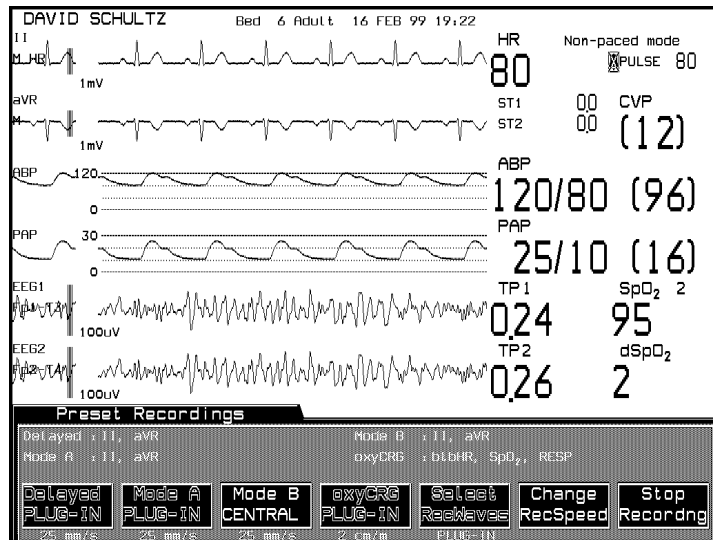 DAVID SCHULTZ Bed 6 Adult 16 FEB 99 19:22
II
M HR
1mV
HR
80
Non-paced mode
PULSE 80
aVR
M
1mV
ST1 0.0
ST2 0.0
CVP
(12)
ABP
120
0
ABP
120/80 (96)
PAP
30
0
PAP
25/10 (16)
EEG1
100uV
TP1
0.24
SpO₂ 2
95
EEG2
Fp2-T4
100uV
TP2
0.26
dSpO₂
2
Preset Recordings
Delayed : II, aVR Mode B : II, aVR
Mode A : II, aVR oxyCRG : btbHR, SpO₂, RESP
Delayed PLUG-IN
Mode A PLUG-IN
Mode B CENTRAL
oxyCRG PLUG-IN
Select RecWaves
Change RecSpeed
Stop Recordng
25 mm/s 25 mm/s 25 mm/s 2 cm/m PLUG-IN